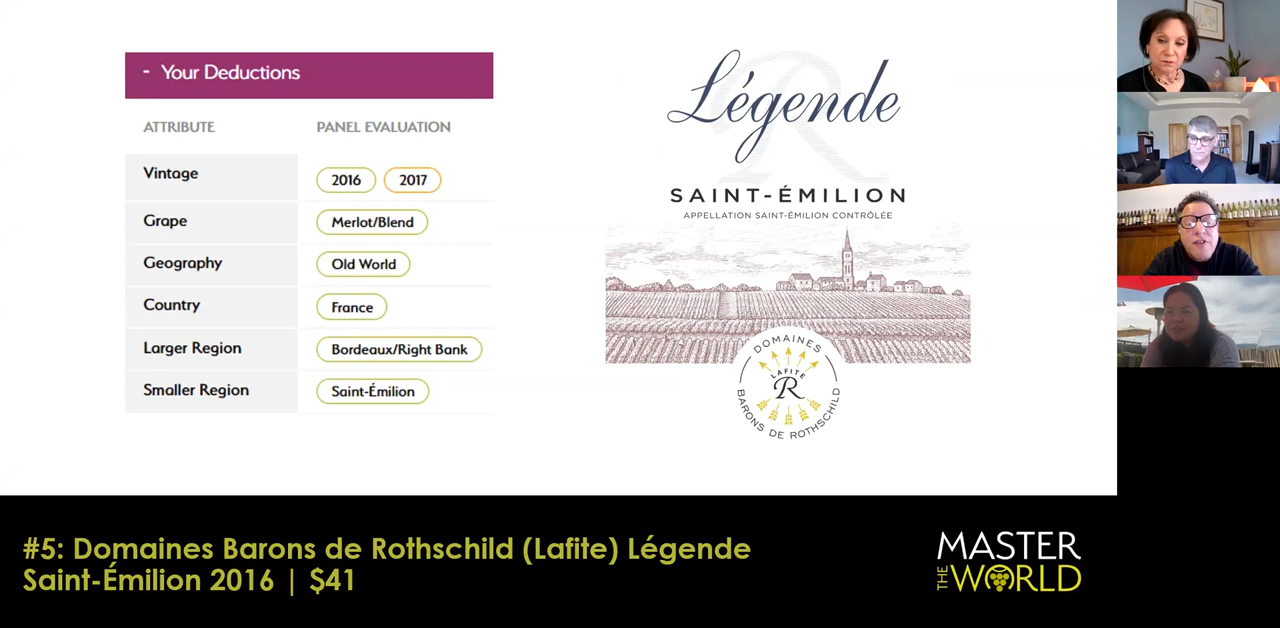 - Your Deductions
ATTRIBUTE PANEL EVALUATION
Vintage 2016 2017
Grape Merlot/Blend
Geography Old World
Country France
Larger Region Bordeaux/Right Bank
Smaller Region Saint-Émilion
R
Légende
SAINT-ÉMILION
APPELLATION SAINT-ÉMILION CONTRÔLÉE
DOMAINES
LAFITE
R
BARONS DE ROTHSCHILD
#5: Domaines Barons de Rothschild (Lafite) Légende
Saint-Émilion 2016 | $41
MASTER
THE WORLD